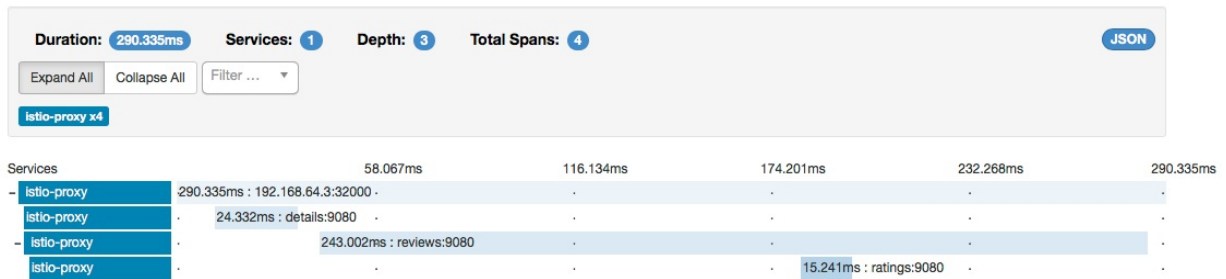 Duration: 290.335ms Services: 1 Depth: 3 Total Spans: 4 JSON
Expand All Collapse All Filter ...
istio-proxy x4
Services 58.067ms 116.134ms 174.201ms 232.268ms 290.335ms
- istio-proxy 290.335ms : 192.168.64.3:32000
istio-proxy 24.332ms : details:9080
- istio-proxy 243.002ms : reviews:9080
istio-proxy 15.241ms : ratings:9080